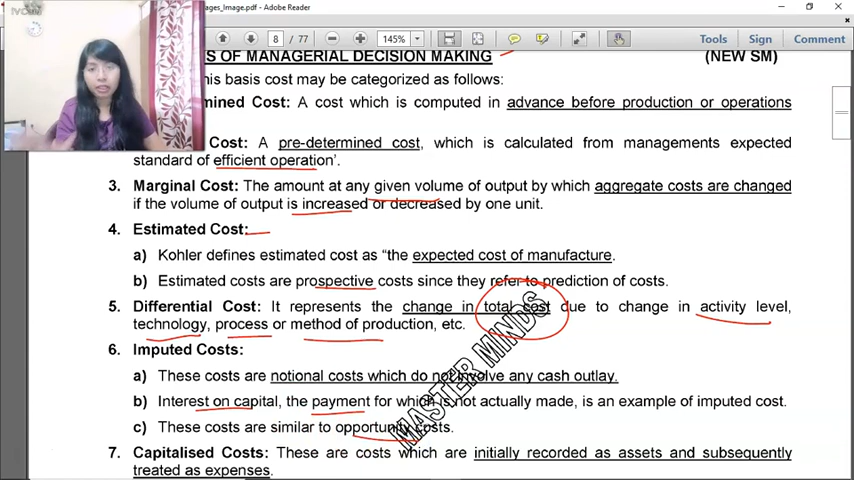 ages_Image.pdf - Adobe Reader
8 / 77
145%
Tools
Sign
Comment
S OF MANAGERIAL DECISION MAKING (NEW SM)
his basis cost may be categorized as follows:
mined Cost: A cost which is computed in advance before production or operations
Cost: A pre-determined cost, which is calculated from managements expected
standard of efficient operation'.
3. Marginal Cost: The amount at any given volume of output by which aggregate costs are changed
if the volume of output is increased or decreased by one unit.
4. Estimated Cost:
a) Kohler defines estimated cost as "the expected cost of manufacture.
b) Estimated costs are prospective costs since they refer to prediction of costs.
5. Differential Cost: It represents the change in total cost due to change in activity level,
technology, process or method of production, etc.
6. Imputed Costs:
a) These costs are notional costs which do not involve any cash outlay.
b) Interest on capital, the payment for which is not actually made, is an example of imputed cost.
c) These costs are similar to opportunity costs.
7. Capitalised Costs: These are costs which are initially recorded as assets and subsequently
treated as expenses.
MASTER MINDS